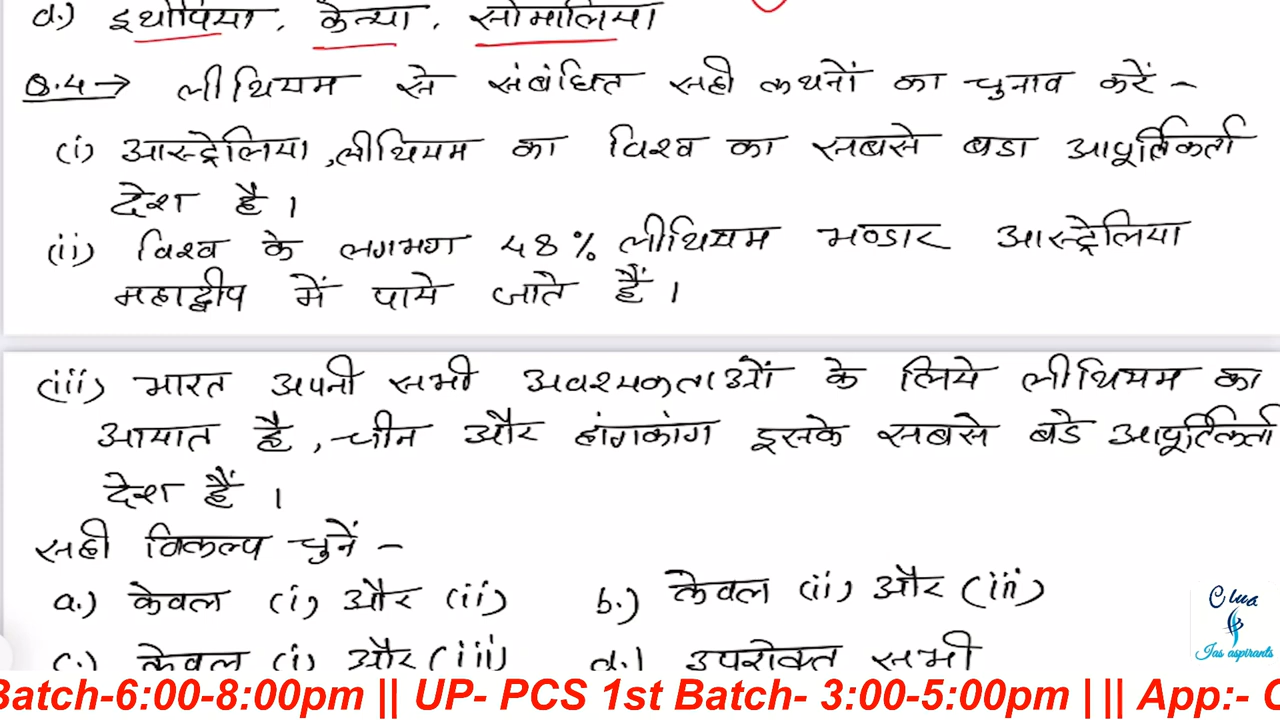 d.) इथोपिया, केन्या, सोमालिया
Q.4→ लीथियम से संबंधित सही कथनों का चुनाव करें -
(i) आस्ट्रेलिया, लीथियम का विश्व का सबसे बडा आपूर्तिकर्ता
देश है।
(ii) विश्व के लगभग 48% लीथियम भण्डार आस्ट्रेलिया
महाद्वीप में पाये जाते हैं।
(iii) भारत अपनी सभी अवश्यकताओं के लिये लीथियम का
आयात है, चीन और हांगकांग इसके सबसे बडे आपूर्तिकर्ता
देश हैं।
सही विकल्प चुनें -
a.) केवल (i) और (ii) b.) केवल (ii) और (iii)
c.) केवल (i) और (iii) d.) उपरोक्त सभी
Clua
Ias aspirants
Batch-6:00-8:00pm || UP- PCS 1st Batch- 3:00-5:00pm | || App:- C